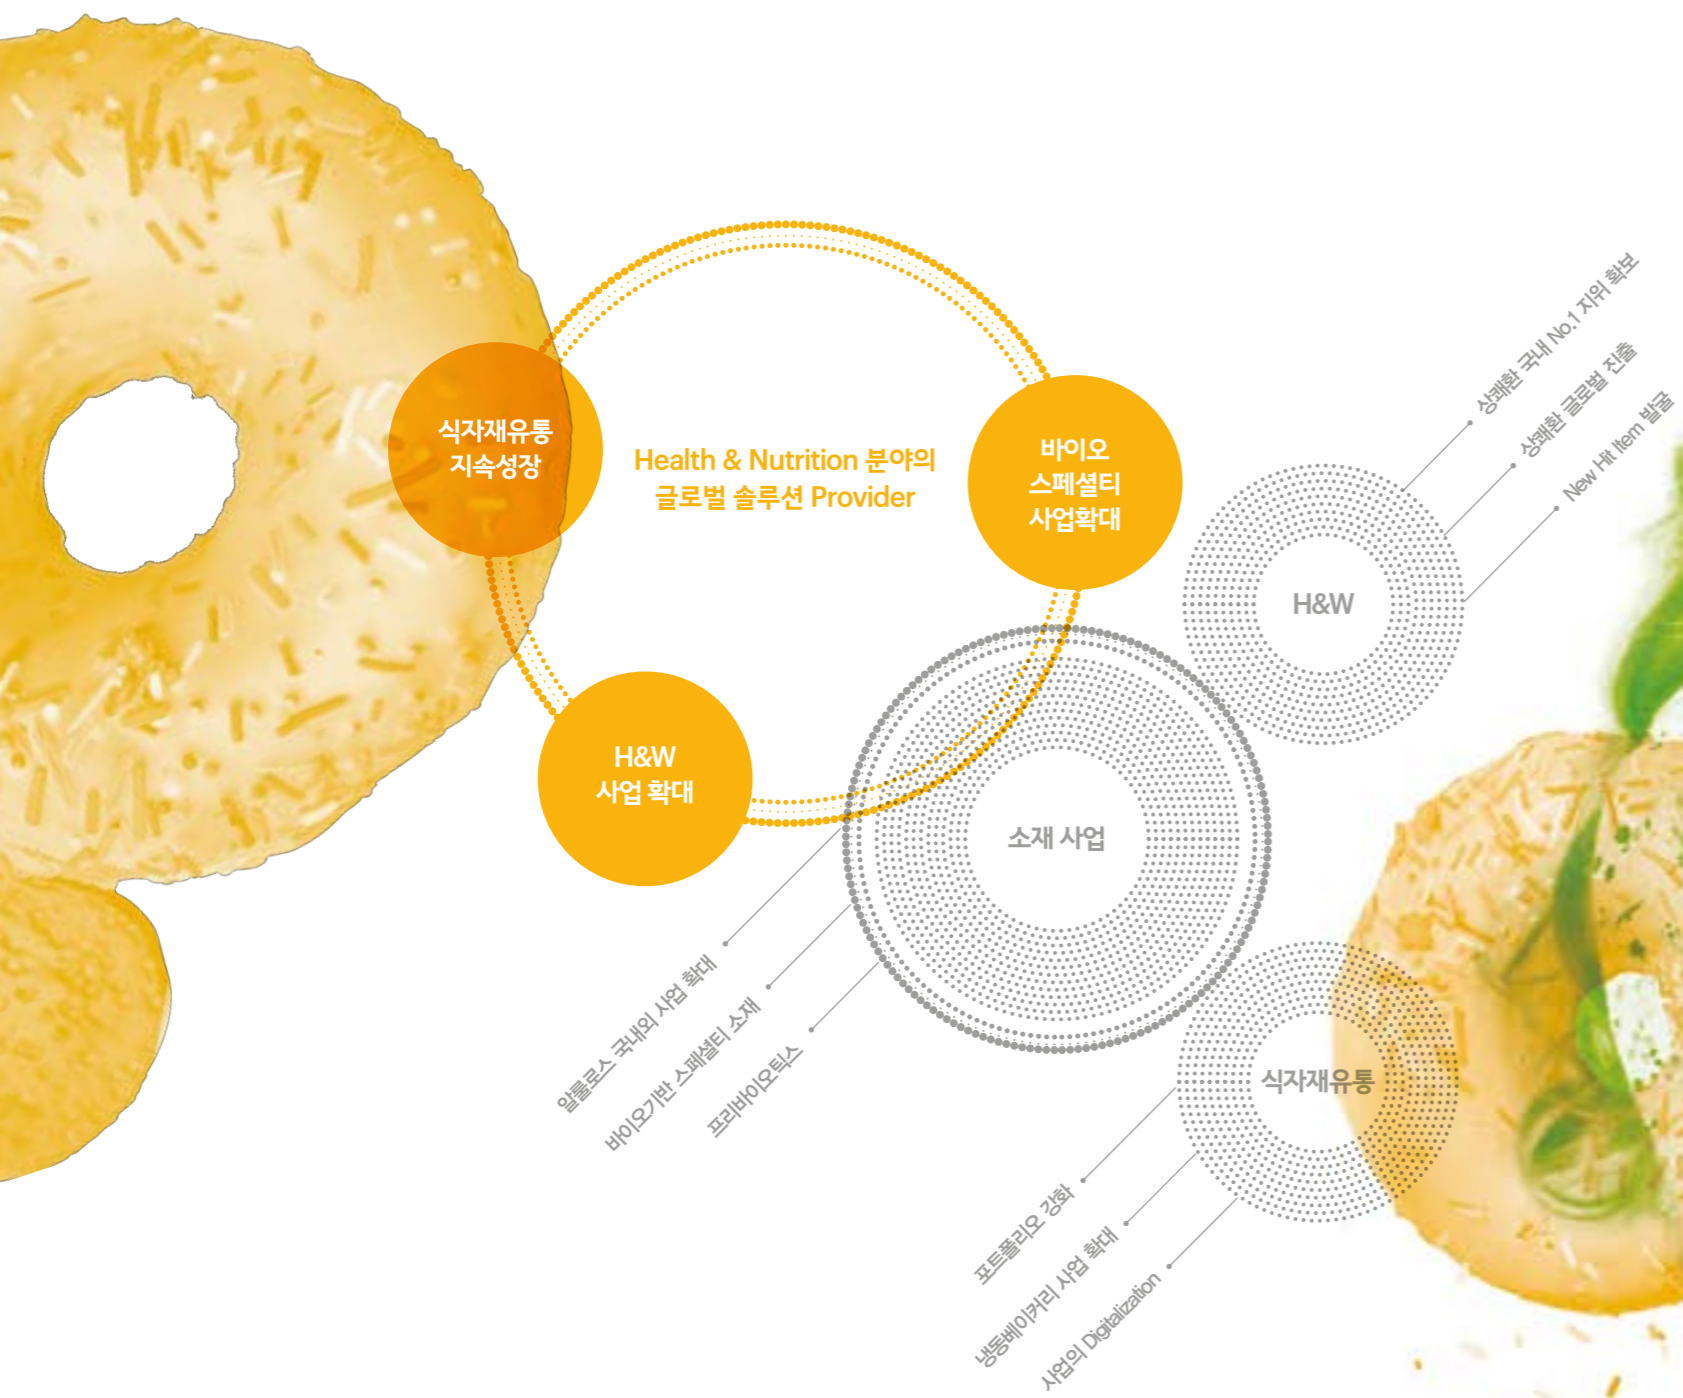 식자재유통
지속성장
Health & Nutrition 분야의
글로벌 솔루션 Provider
바이오
스페셜티
사업확대
H&W
사업 확대
H&W
상쾌환 국내 No.1 지위 확보
상쾌환 글로벌 진출
New Hit Item 발굴
소재 사업
알룰로스 국내외 사업 확대
바이오기반 스페셜티 소재
프리바이오틱스
식자재유통
포트폴리오 강화
냉동베이커리 사업 확대
사업의 Digitalization